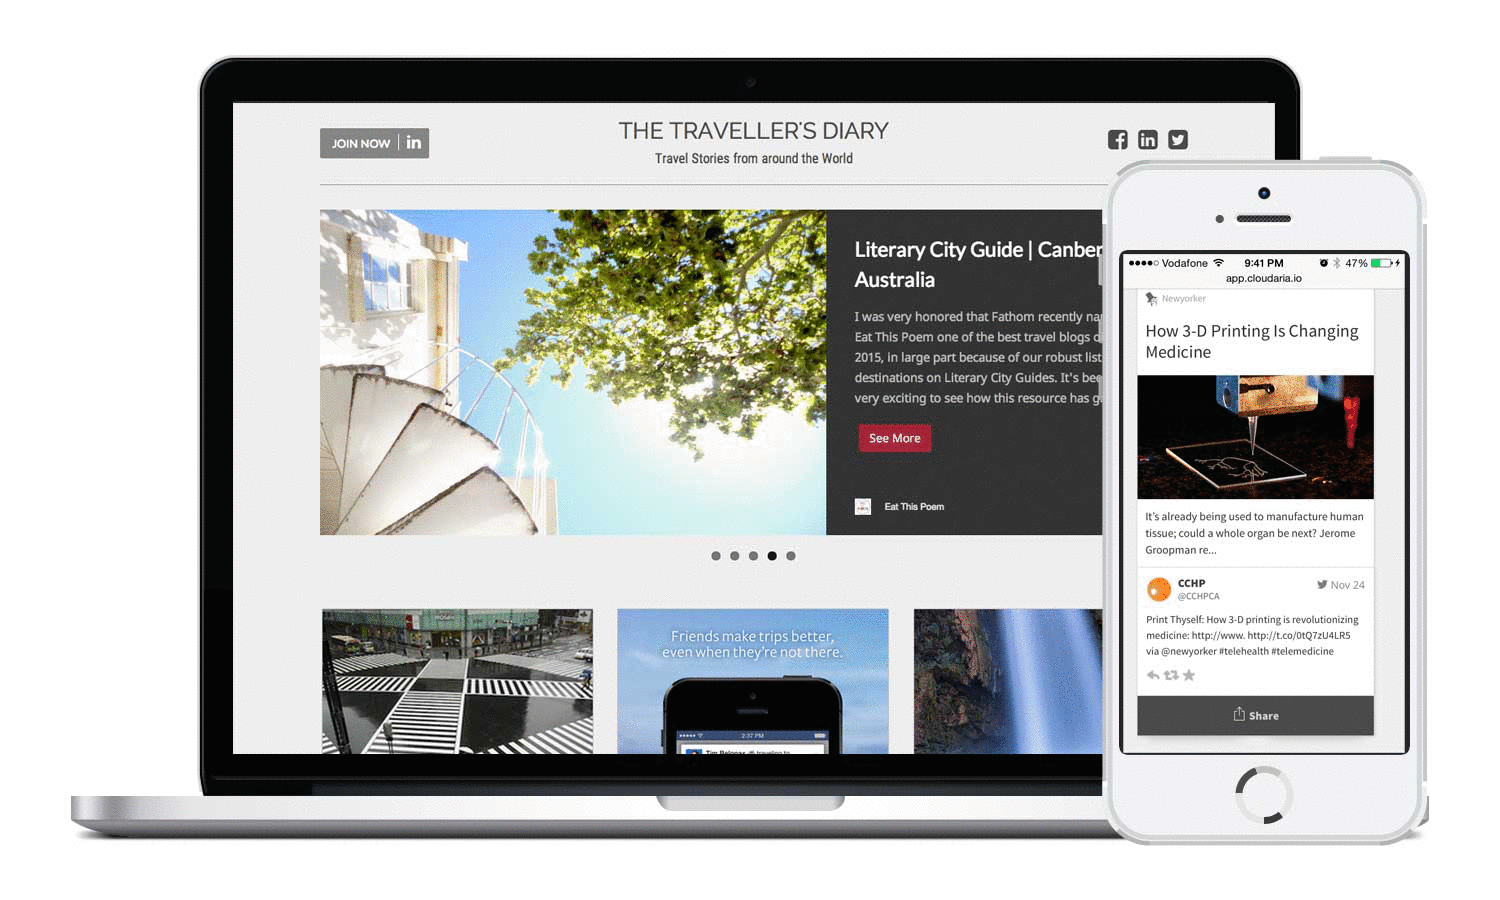 JOIN NOW in
THE TRAVELLER'S DIARY
Travel Stories from around the World
Literary City Guide | Canber
Australia
I was very honored that Fathom recently na
Eat This Poem one of the best travel blogs
2015, in large part because of our robust list
destinations on Literary City Guides. It's bee
very exciting to see how this resource has g
See More
Eat This Poem
Friends make trips better,
even when they're not there.
2:37 PM
Vodafone 9:41 PM 47%
app.cloudaria.io
Newyorker
How 3-D Printing Is Changing
Medicine
It's already being used to manufacture human
tissue; could a whole organ be next? Jerome
Groopman re...
CCHP Nov 24
@CCHPCA
Print Thyself: How 3-D printing is revolutionizing
medicine: http://www. http://t.co/0tQ7zU4LR5
via @newyorker #telehealth #telemedicine
Share